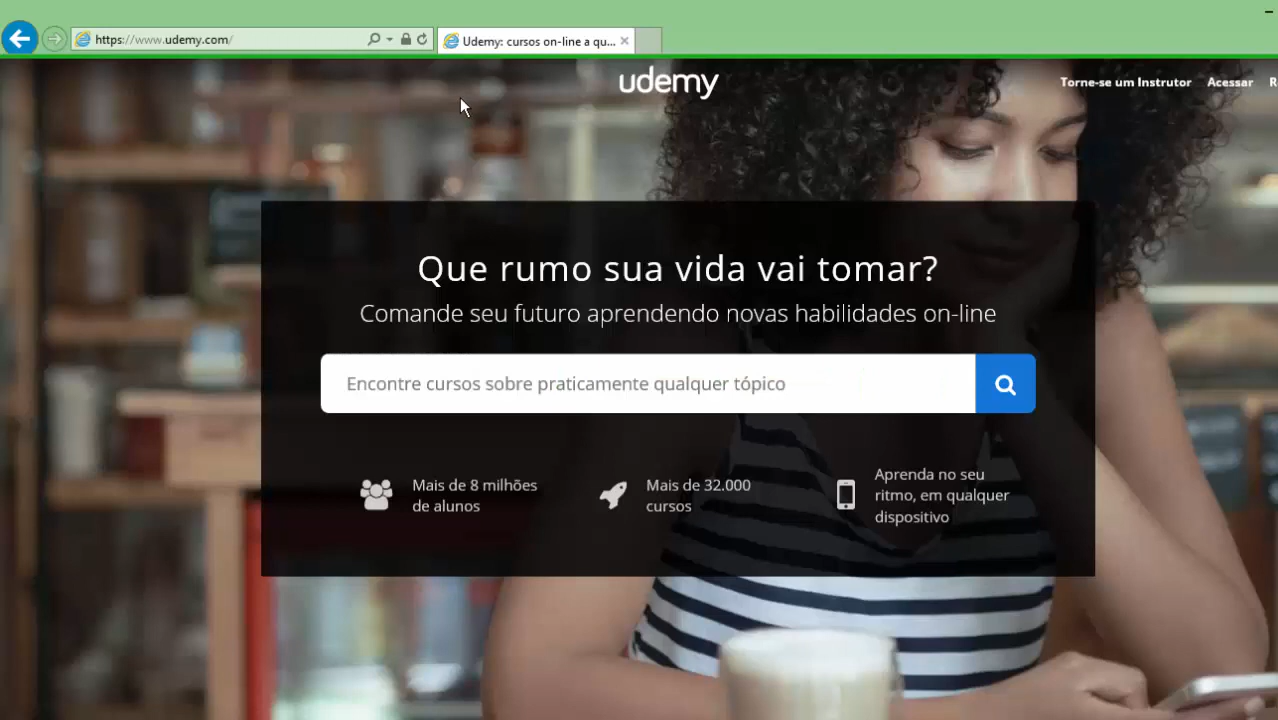 https://www.udemy.com/
Udemy: cursos on-line a qu...
udemy
Torne-se um Instrutor
Acessar
R
Que rumo sua vida vai tomar?
Comande seu futuro aprendendo novas habilidades on-line
Encontre cursos sobre praticamente qualquer tópico
Mais de 8 milhões
de alunos
Mais de 32.000
cursos
Aprenda no seu
ritmo, em qualquer
dispositivo